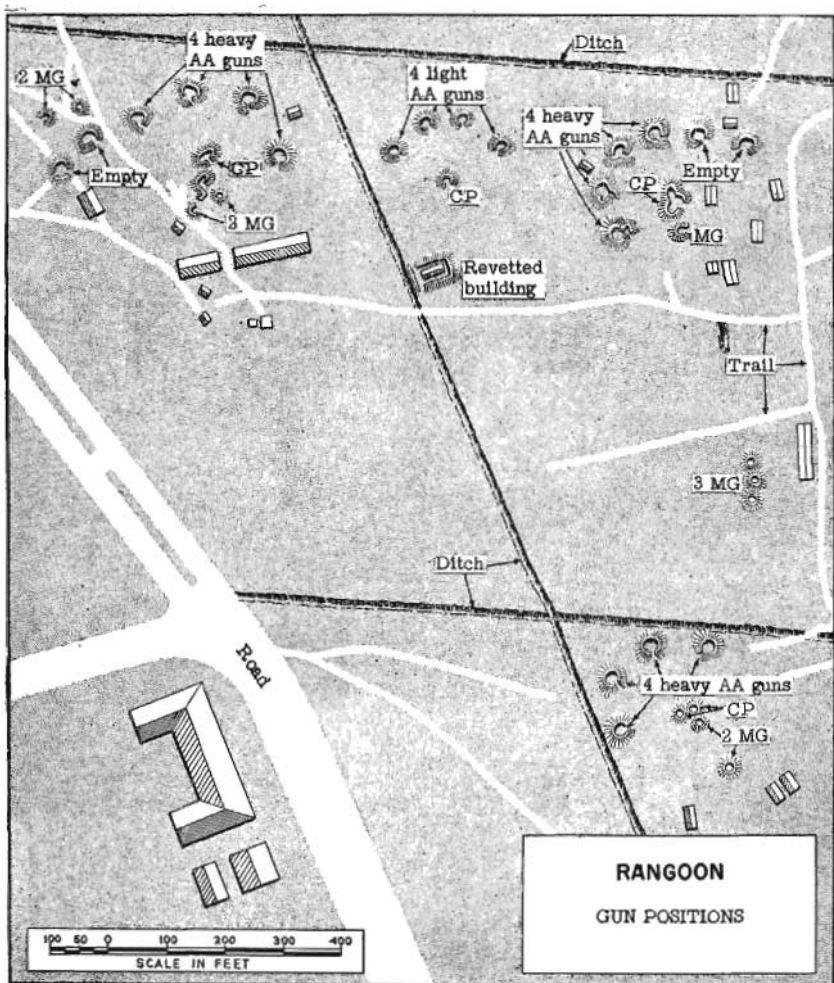 4 heavy
AA guns
Ditch
2 MG
4 light
AA guns
4 heavy
AA guns
Empty
CP
2 MG
CP
Empty
CP
MG
Revetted
building
Trail
3 MG
Ditch
Road
4 heavy AA guns
CP
2 MG
RANGOON
GUN POSITIONS
100 50 0 100 200 300 400
SCALE IN FEET